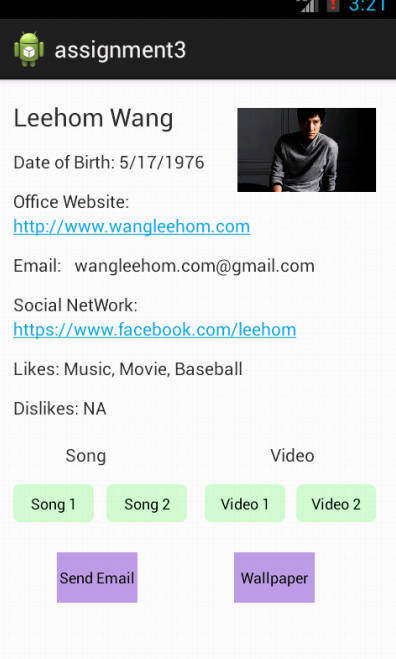 3:21
assignment3
Leehom Wang
Date of Birth: 5/17/1976
Office Website:
http://www.wangleehom.com
Email: wangleehom.com@gmail.com
Social NetWork:
https://www.facebook.com/leehom
Likes: Music, Movie, Baseball
Dislikes: NA
Song Video
Song 1 Song 2 Video 1 Video 2
Send Email Wallpaper